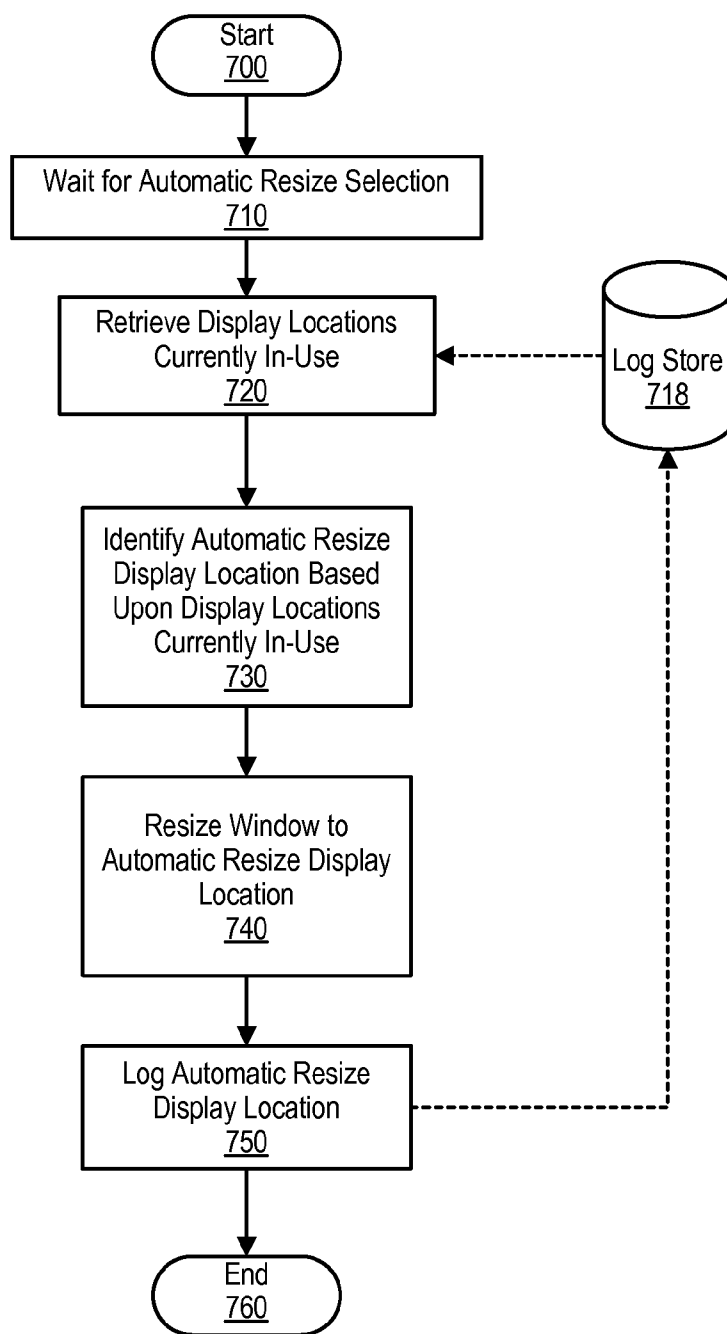 Start
700
Wait for Automatic Resize Selection
710
Retrieve Display Locations
Currently In-Use
720
Log Store
718
Identify Automatic Resize
Display Location Based
Upon Display Locations
Currently In-Use
730
Resize Window to
Automatic Resize Display
Location
740
Log Automatic Resize
Display Location
750
End
760